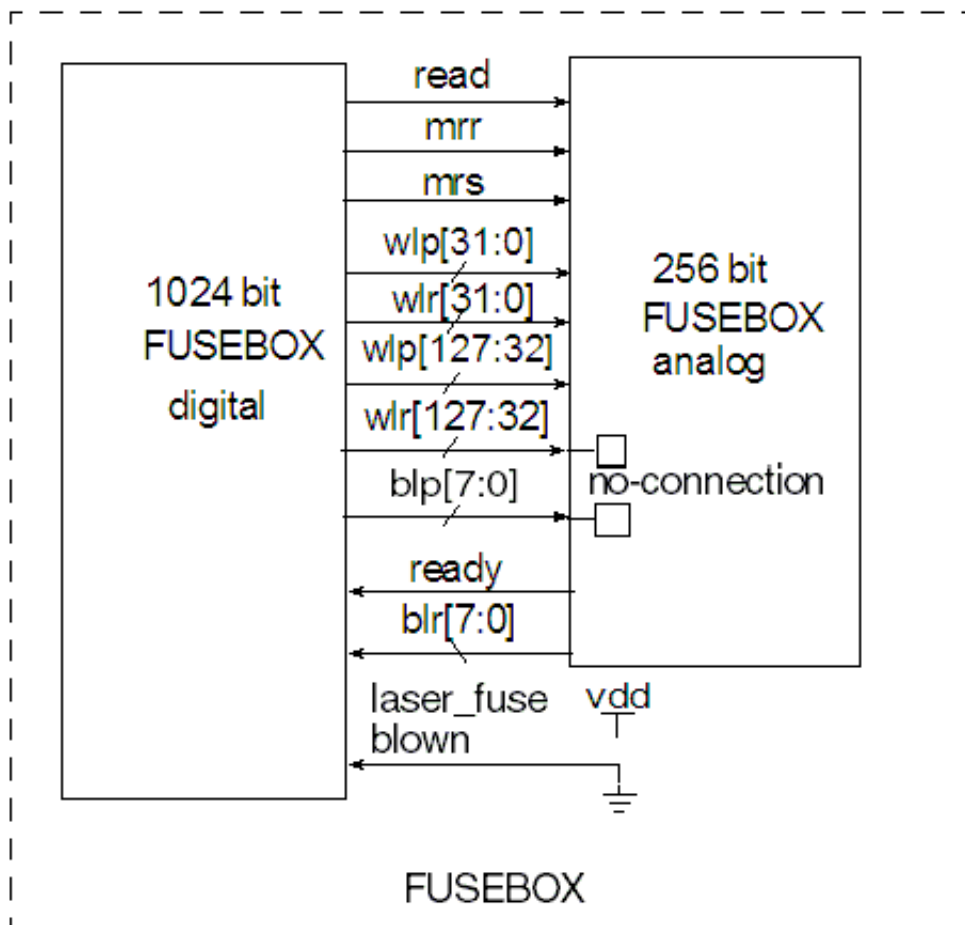 read
mrr
mrs
wlp[31:0]
wlr[31:0]
wlp[127:32]
wlr[127:32]
blp[7:0]
ready
blr[7:0]
laser_fuse
blown
1024 bit
FUSEBOX
digital
256 bit
FUSEBOX
analog
no-connection
vdd
FUSEBOX